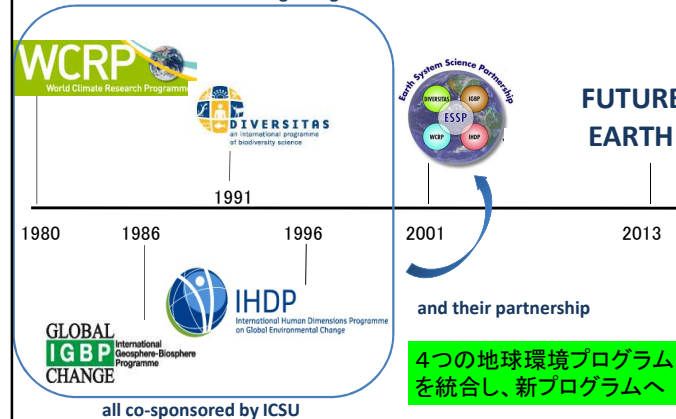 WCRP
World Climate Research Programme
DIVERSITAS
an international programme
of biodiversity science
Earth System Science Partnership
DIVERSITAS
IGBP
ESSP
WCRP
IHDP
FUTURE
EARTH
1991
1980
1986
1996
2001
2013
IHDP
International Human Dimensions Programme
on Global Environmental Change
GLOBAL
IGBP
International
Geosphere-Biosphere
Programme
CHANGE
and their partnership
4つの地球環境プログラム
を統合し、新プログラムへ
all co-sponsored by ICSU